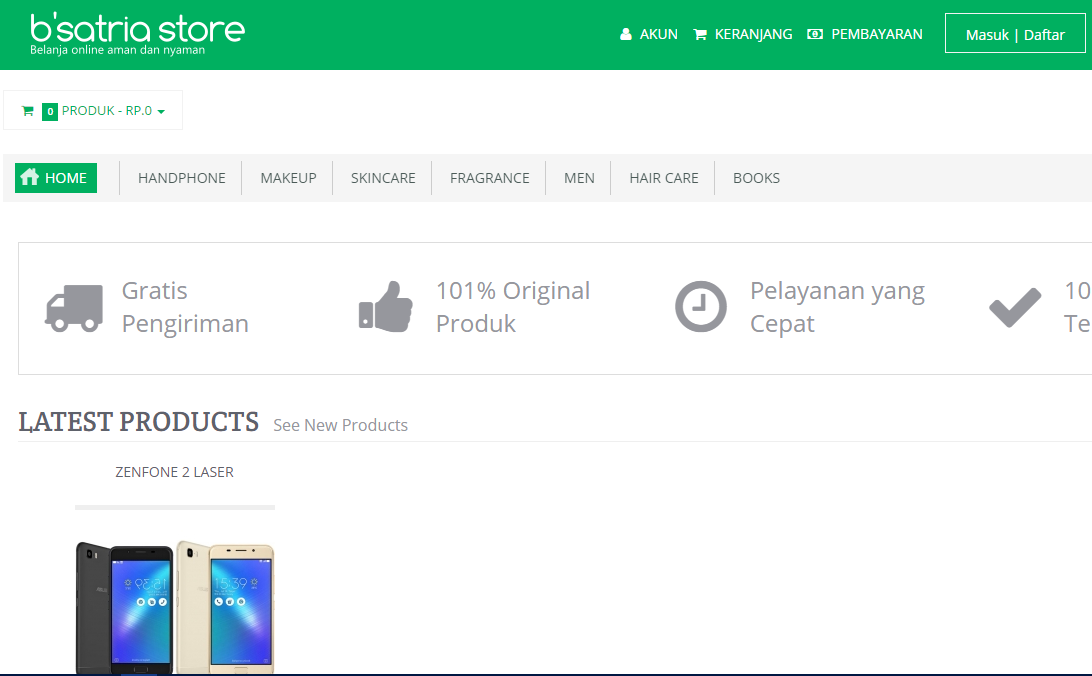 b'satria store
Belanja online aman dan nyaman
AKUN KERANJANG PEMBAYARAN Masuk | Daftar
0 PRODUK - RP.0
HOME HANDPHONE MAKEUP SKINCARE FRAGRANCE MEN HAIR CARE BOOKS
Gratis
Pengiriman
101% Original
Produk
Pelayanan yang
Cepat
10
Te
LATEST PRODUCTS See New Products
ZENFONE 2 LASER
15:39